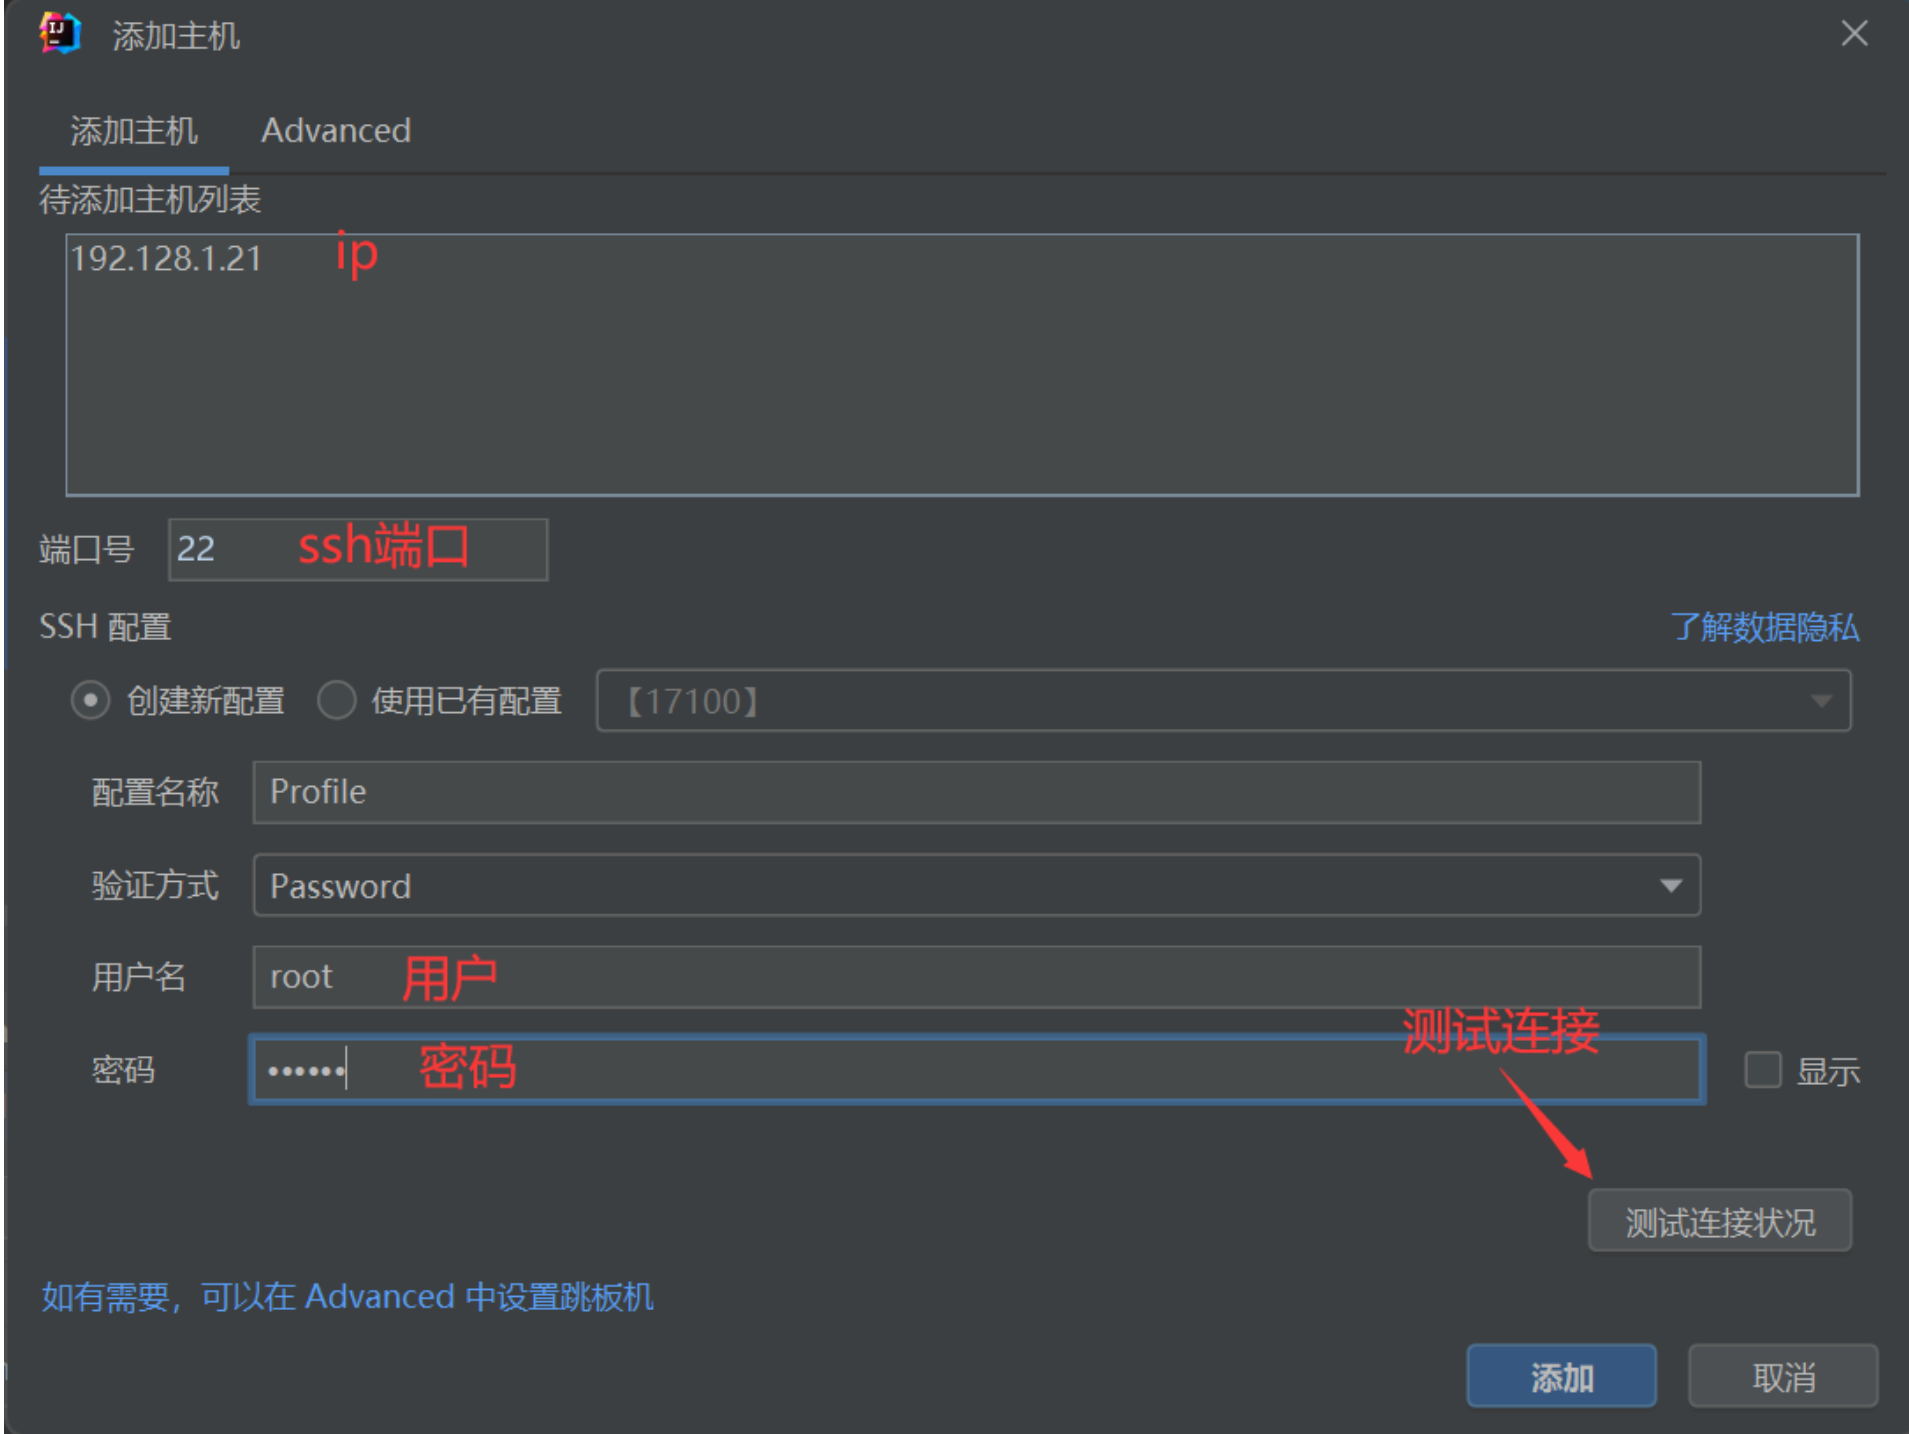 IJ 添加主机
添加主机 Advanced
待添加主机列表
192.128.1.21 ip
端口号 22 ssh端口
SSH 配置 了解数据隐私
创建新配置 使用已有配置 【17100】
配置名称 Profile
验证方式 Password
用户名 root 用户
测试连接
密码 •••••• 密码 显示
测试连接状况
如有需要，可以在 Advanced 中设置跳板机
添加 取消